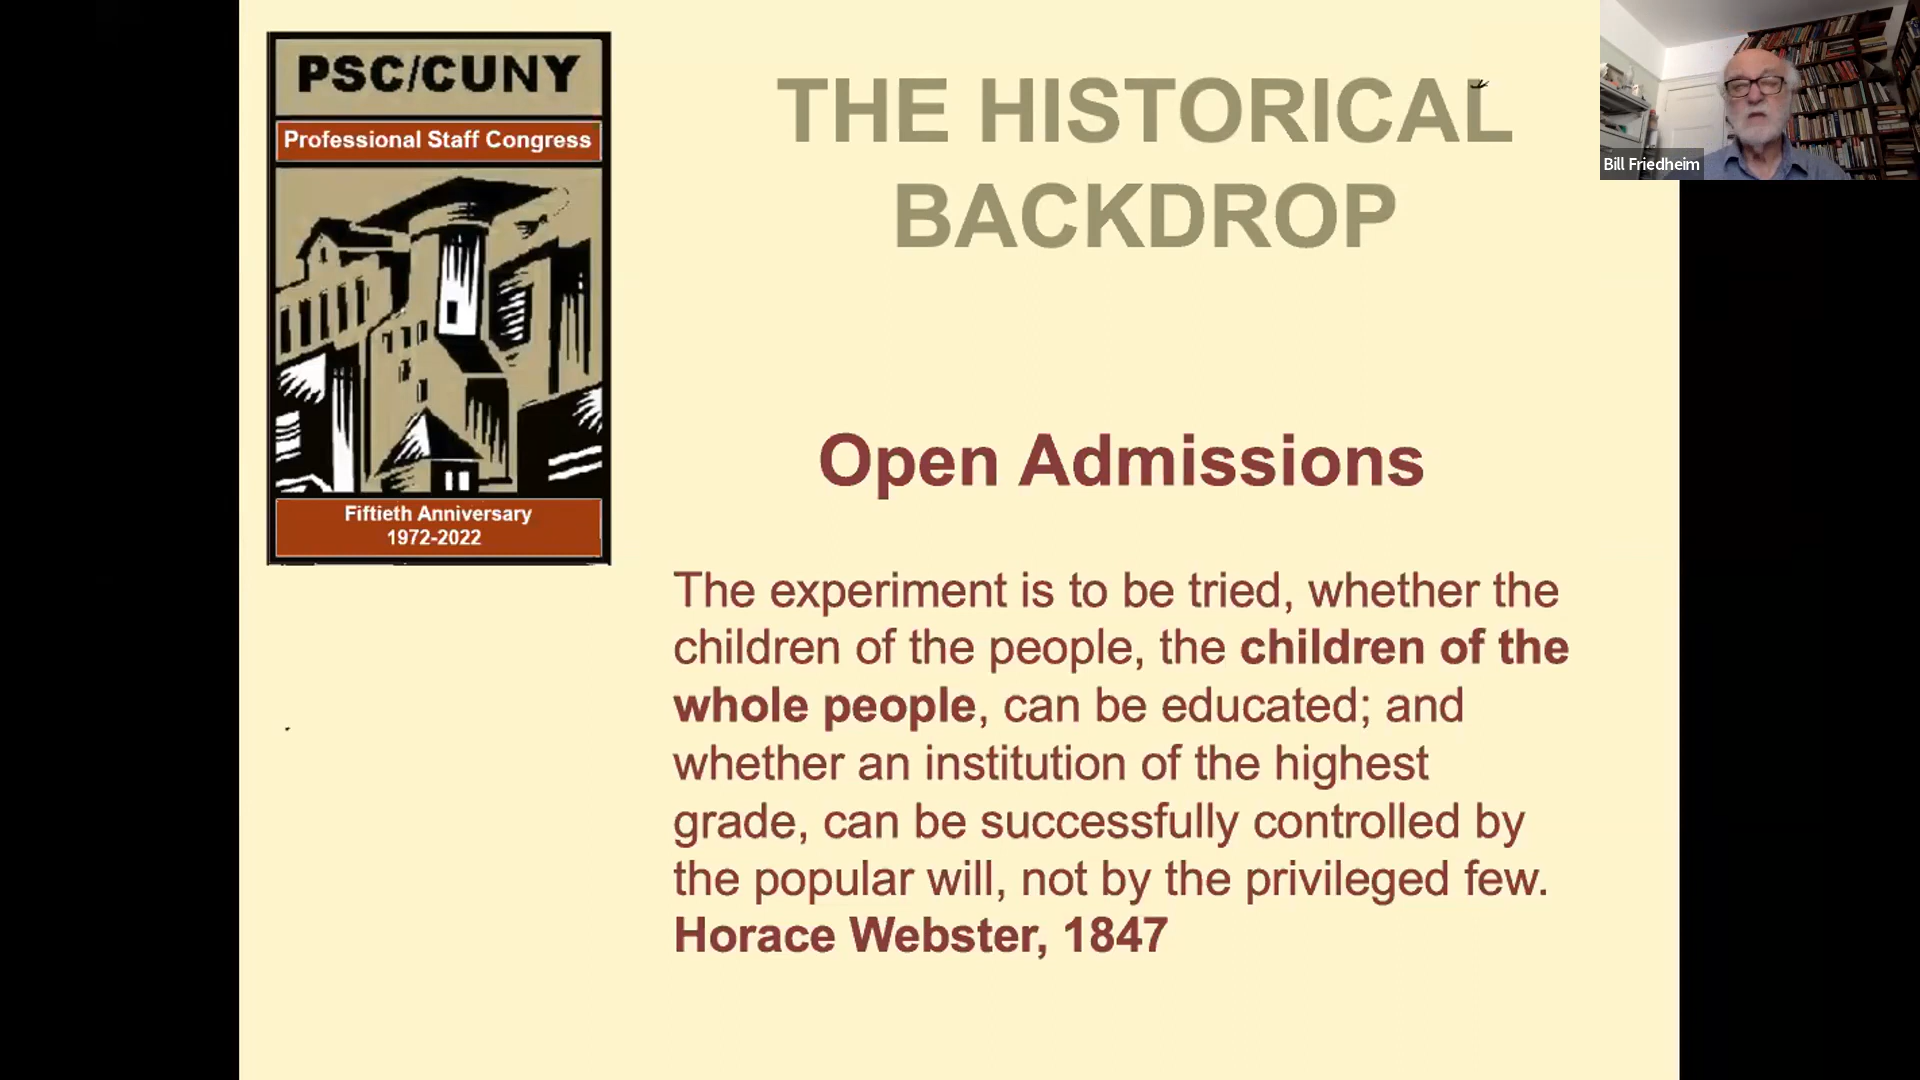 PSC/CUNY
Professional Staff Congress
Fiftieth Anniversary
1972-2022
THE HISTORICAL
BACKDROP
Open Admissions
The experiment is to be tried, whether the
children of the people, the children of the
whole people, can be educated; and
whether an institution of the highest
grade, can be successfully controlled by
the popular will, not by the privileged few.
Horace Webster, 1847
Bill Friedheim